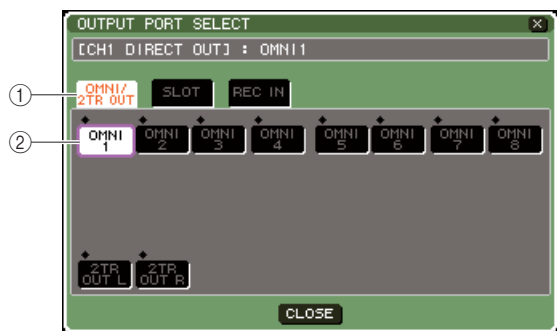 OUTPUT PORT SELECT
[CH1 DIRECT OUT] : OMNI1
① OMNI/ 2TR OUT SLOT REC IN
② OMNI 1 OMNI 2 OMNI 3 OMNI 4 OMNI 5 OMNI 6 OMNI 7 OMNI 8
2TR OUT L 2TR OUT R
CLOSE